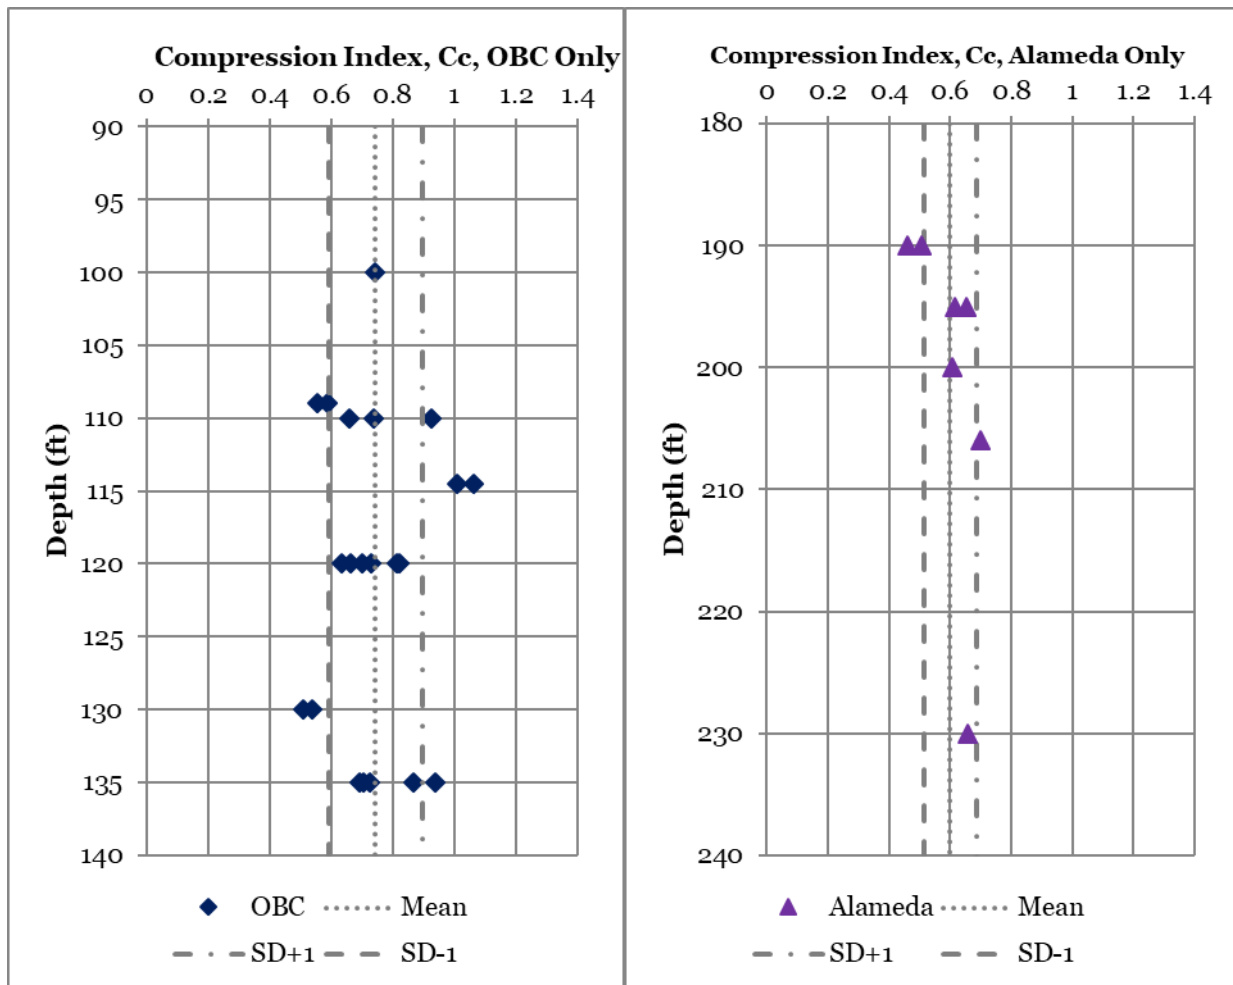 Compression Index, Cc, OBC Only
0 0.2 0.4 0.6 0.8 1 1.2 1.4
90
95
100
105
110
115
120
125
130
135
140
Depth (ft)
OBC Mean
SD+1 SD-1
Compression Index, Cc, Alameda Only
0 0.2 0.4 0.6 0.8 1 1.2 1.4
180
190
200
210
220
230
240
Depth (ft)
Alameda Mean
SD+1 SD-1